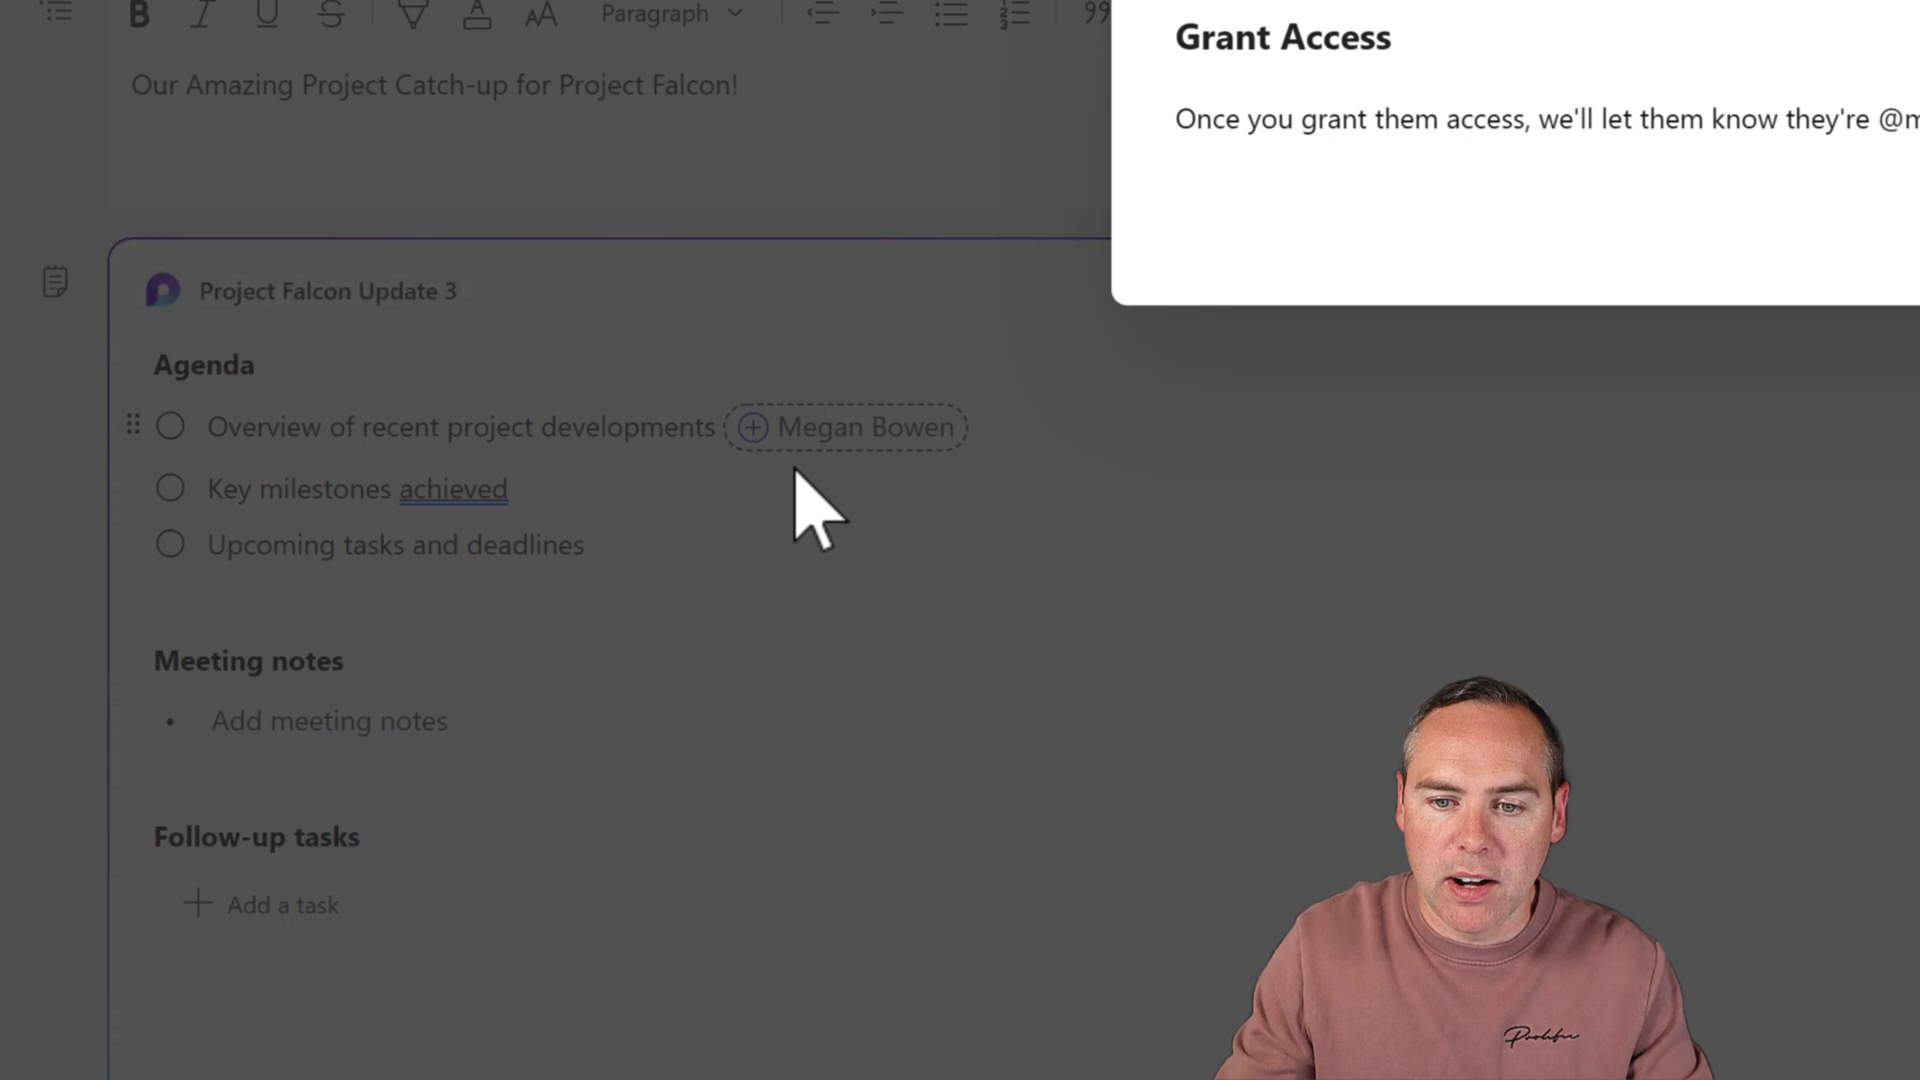 Paragraph
Grant Access
Our Amazing Project Catch-up for Project Falcon!
Once you grant them access, we'll let them know they're @m
Project Falcon Update 3
Agenda
Overview of recent project developments Megan Bowen
Key milestones achieved
Upcoming tasks and deadlines
Meeting notes
Add meeting notes
Follow-up tasks
Add a task
Prolific